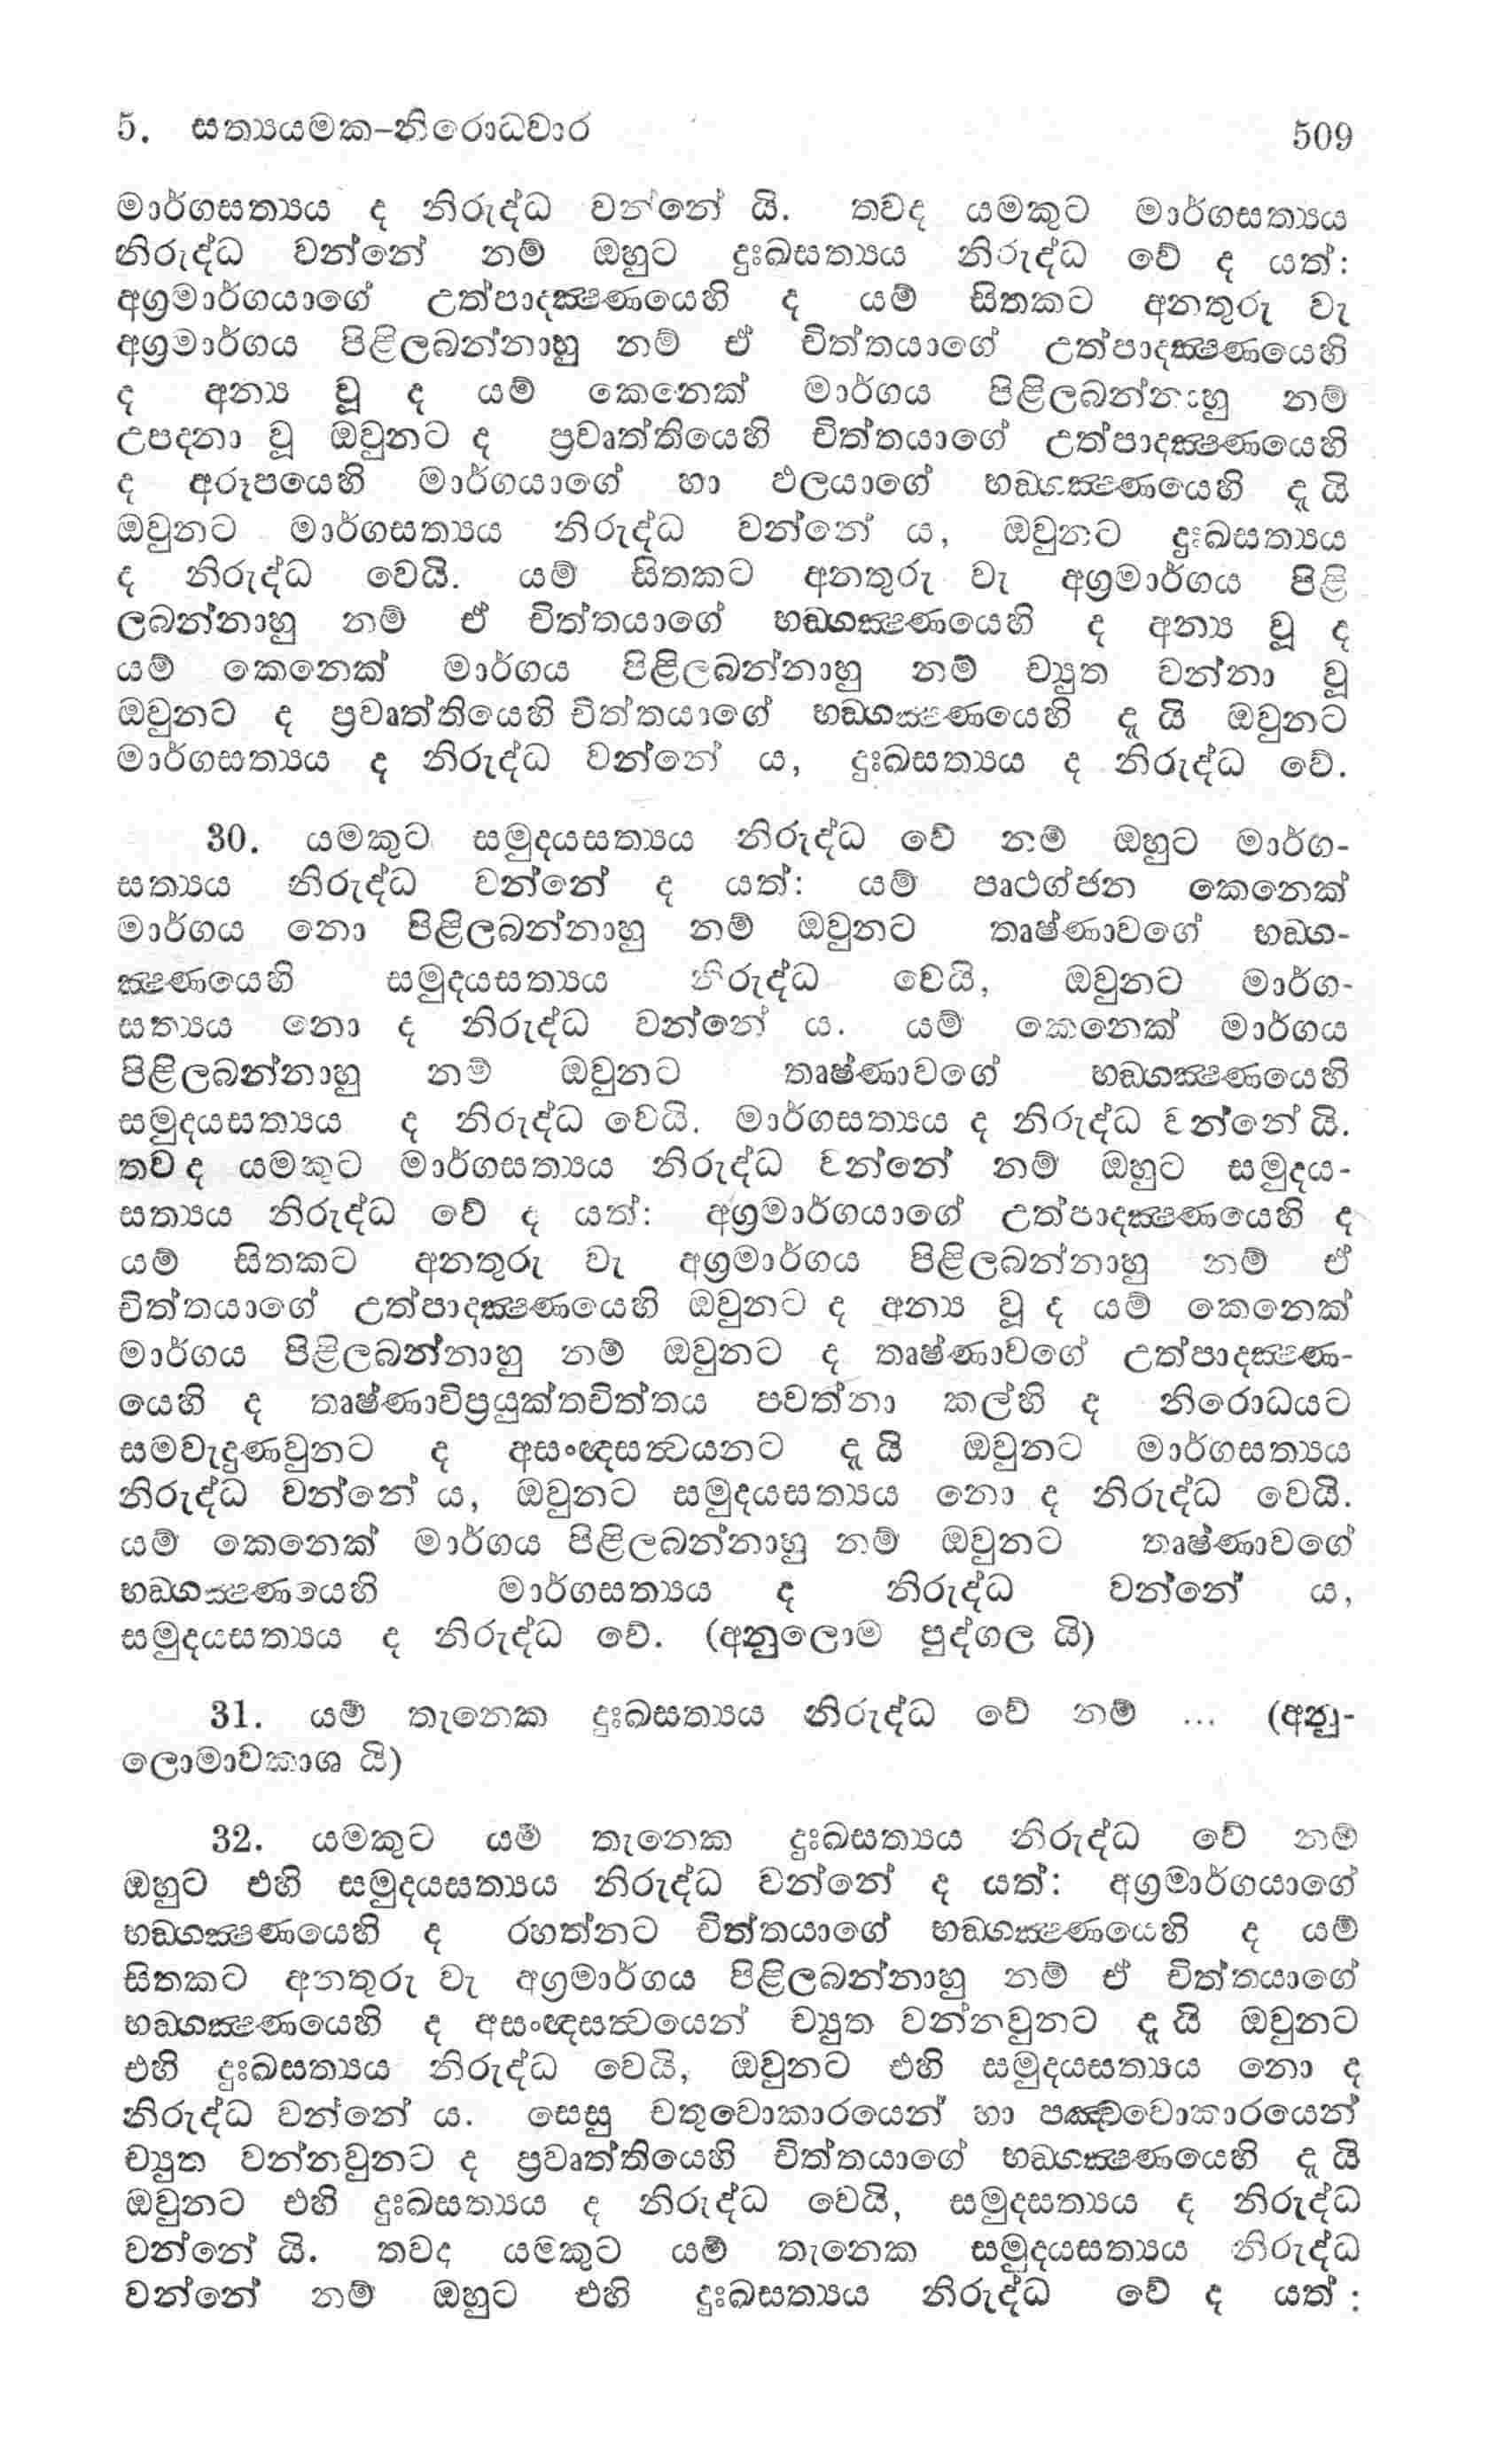 5. සත්‍යයමක-නිරොධවාර 509
මාර්ගසත්‍යය ද නිරුද්ධ වන්නේ යි. තවද යමකුට මාර්ගසත්‍යය
නිරුද්ධ වන්නේ නම් ඔහුට දුඃඛසත්‍යය නිරුද්ධ වේ ද යත්:
අග්‍රමාර්ගයාගේ උත්පාදක්‍ෂණයෙහි ද යම් සිතකට අනතුරු වැ
අග්‍රමාර්ගය පිළිලබන්නාහු නම් ඒ චිත්තයාගේ උත්පාදක්‍ෂණයෙහි
ද අන්‍ය වූ ද යම් කෙනෙක් මාර්ගය පිළිලබන්නාහු නම්
උපදනා වූ ඔවුනට ද ප්‍රවෘත්තියෙහි චිත්තයාගේ උත්පාදක්‍ෂණයෙහි
ද අරූපයෙහි මාර්ගයාගේ හා ඵලයාගේ භඞ්ගක්‍ෂණයෙහි දැ යි
ඔවුනට මාර්ගසත්‍යය නිරුද්ධ වන්නේ ය, ඔවුනට දුඃඛසත්‍යය
ද නිරුද්ධ වෙයි. යම් සිතකට අනතුරු වැ අග්‍රමාර්ගය පිළි
ලබන්නාහු නම් ඒ චිත්තයාගේ භඞ්ගක්‍ෂණයෙහි ද අන්‍ය වූ ද
යම් කෙනෙක් මාර්ගය පිළිලබන්නාහු නම් ච්‍යුත වන්නා වූ
ඔවුනට ද ප්‍රවෘත්තියෙහි චිත්තයාගේ භඞ්ගක්‍ෂණයෙහි දැ යි ඔවුනට
මාර්ගසත්‍යය ද නිරුද්ධ වන්නේ ය, දුඃඛසත්‍යය ද නිරුද්ධ වේ.
30. යමකුට සමුදයසත්‍යය නිරුද්ධ වේ නම් ඔහුට මාර්ග-
සත්‍යය නිරුද්ධ වන්නේ ද යත්: යම් පෘථග්ජන කෙනෙක්
මාර්ගය නො පිළිලබන්නාහු නම් ඔවුනට තෘෂ්ණාවගේ භඞ්ග-
ක්‍ෂණයෙහි සමුදයසත්‍යය නිරුද්ධ වෙයි, ඔවුනට මාර්ග-
සත්‍යය නො ද නිරුද්ධ වන්නේ ය. යම් කෙනෙක් මාර්ගය
පිළිලබන්නාහු නම් ඔවුනට තෘෂ්ණාවගේ භඞ්ගක්‍ෂණයෙහි
සමුදයසත්‍යය ද නිරුද්ධ වෙයි. මාර්ගසත්‍යය ද නිරුද්ධ වන්නේ යි.
තව ද යමකුට මාර්ගසත්‍යය නිරුද්ධ වන්නේ නම් ඔහුට සමුදය-
සත්‍යය නිරුද්ධ වේ ද යත්: අග්‍රමාර්ගයාගේ උත්පාදක්‍ෂණයෙහි ද
යම් සිතකට අනතුරු වැ අග්‍රමාර්ගය පිළිලබන්නාහු නම් ඒ
චිත්තයාගේ උත්පාදක්‍ෂණයෙහි ඔවුනට ද අන්‍ය වූ ද යම් කෙනෙක්
මාර්ගය පිළිලබන්නාහු නම් ඔවුනට ද තෘෂ්ණාවගේ උත්පාදක්‍ෂණ-
යෙහි ද තෘෂ්ණාවිප්‍රයුක්තචිත්තය පවත්නා කල්හි ද නිරොධයට
සමවැදුණවුනට ද අසංඥසත්‍වයනට දැ යි ඔවුනට මාර්ගසත්‍යය
නිරුද්ධ වන්නේ ය, ඔවුනට සමුදයසත්‍යය නො ද නිරුද්ධ වෙයි.
යම් කෙනෙක් මාර්ගය පිළිලබන්නාහු නම් ඔවුනට තෘෂ්ණාවගේ
භඞ්ගක්‍ෂණයෙහි මාර්ගසත්‍යය ද නිරුද්ධ වන්නේ ය,
සමුදයසත්‍යය ද නිරුද්ධ වේ. (අනුලොම පුද්ගල යි)
31. යම් තැනෙක දුඃඛසත්‍යය නිරුද්ධ වේ නම් ... (අනු-
ලොමාවකාශ යි)
32. යමකුට යම් තැනෙක දුඃඛසත්‍යය නිරුද්ධ වේ නම්
ඔහුට එහි සමුදයසත්‍යය නිරුද්ධ වන්නේ ද යත්: අග්‍රමාර්ගයාගේ
භඞ්ගක්‍ෂණයෙහි ද රහත්නට චිත්තයාගේ භඞ්ගක්‍ෂණයෙහි ද යම්
සිතකට අනතුරු වැ අග්‍රමාර්ගය පිළිලබන්නාහු නම් ඒ චිත්තයාගේ
භඞ්ගක්‍ෂණයෙහි ද අසංඥසත්‍වයෙන් ච්‍යුත වන්නවුනට දැ යි ඔවුනට
එහි දුඃඛසත්‍යය නිරුද්ධ වෙයි, ඔවුනට එහි සමුදයසත්‍යය නො ද
නිරුද්ධ වන්නේ ය. සෙසු චතුවොකාරයෙන් හා පඤ්චවොකාරයෙන්
ච්‍යුත වන්නවුනට ද ප්‍රවෘත්තියෙහි චිත්තයාගේ භඞ්ගක්‍ෂණයෙහි දැ යි
ඔවුනට එහි දුඃඛසත්‍යය ද නිරුද්ධ වෙයි, සමුදසත්‍යය ද නිරුද්ධ
වන්නේ යි. තවද යමකුට යම් තැනෙක සමුදයසත්‍යය නිරුද්ධ
වන්නේ නම් ඔහුට එහි දුඃඛසත්‍යය නිරුද්ධ වේ ද යත් :